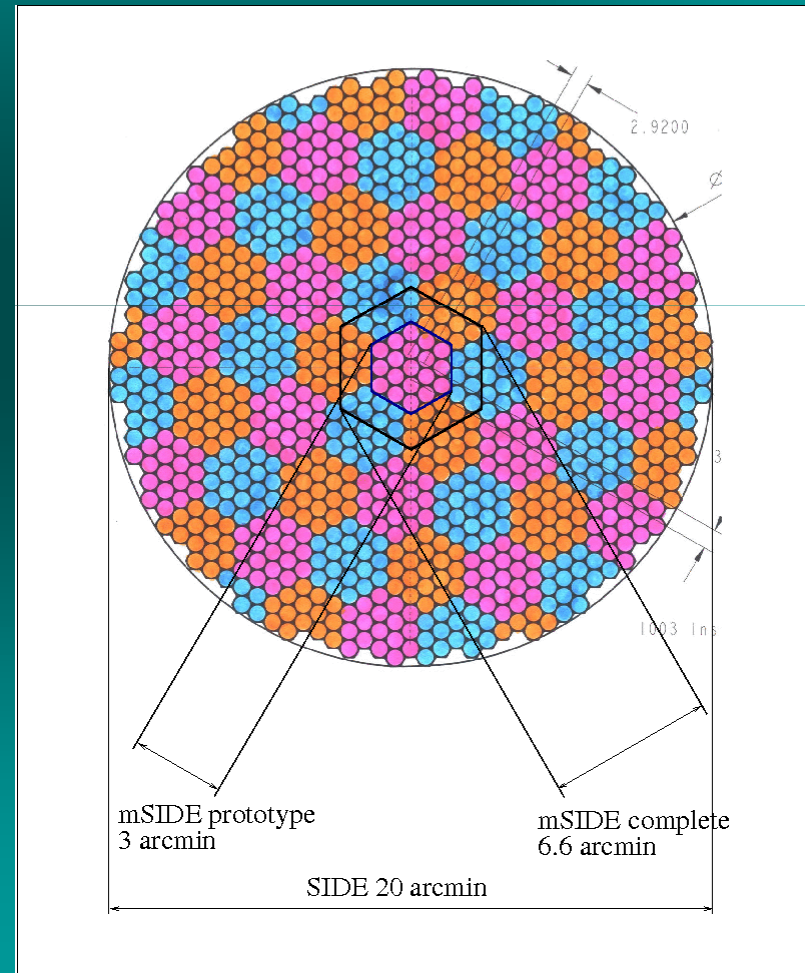 2.9200
Ø
3
1003 Ins
mSIDE prototype
3 arcmin
mSIDE complete
6.6 arcmin
SIDE 20 arcmin